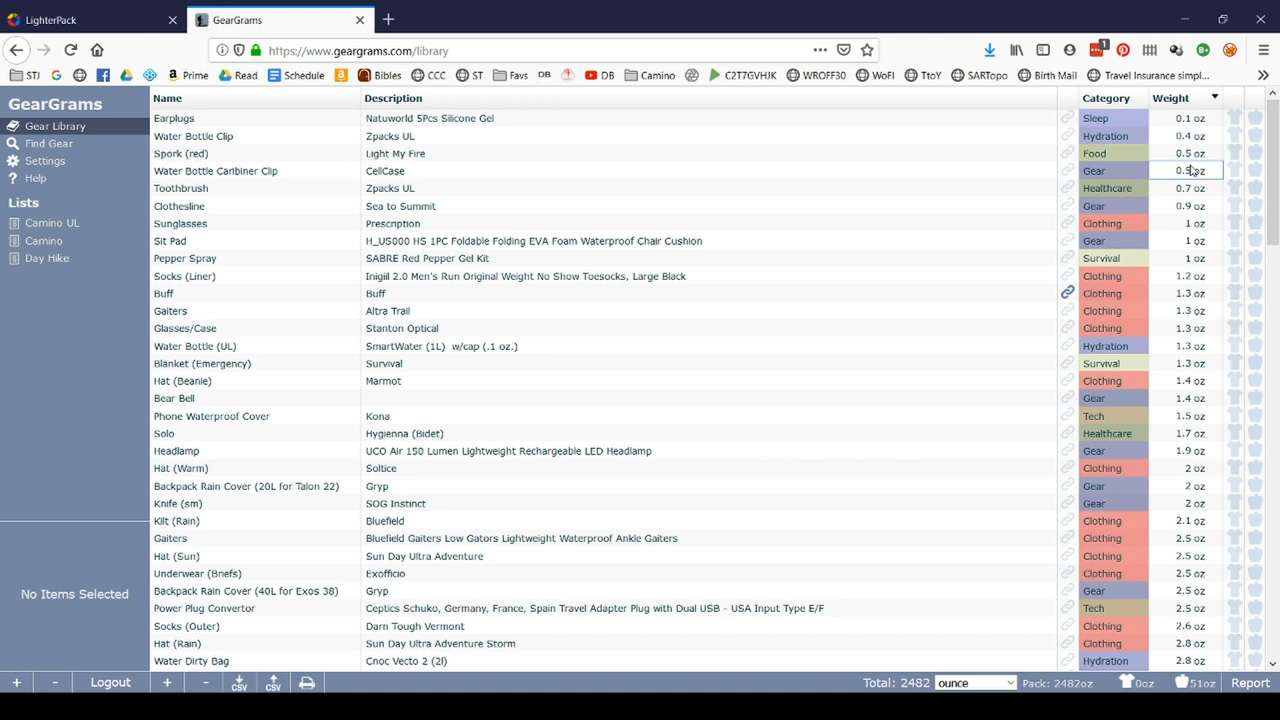 LighterPack
GearGrams
https://www.geargrams.com/library
1
STJ Prime Read Schedule Bibles CCC ST Favs DB DB Camino C2T7GVHJK WROFF30 WoFI TtoY SARTopo Birth Mail Travel Insurance simpl...
GearGrams
Gear Library
Find Gear
Settings
Help
Lists
Camino UL
Camino
Day Hike
No Items Selected
Name Description Category Weight
Earplugs Natuworld 5Pcs Silicone Gel Sleep 0.1 oz
Water Bottle Clip Zpacks UL Hydration 0.4 oz
Spork (red) Light My Fire Food 0.5 oz
Water Bottle Caribiner Clip CellCase Gear 0.5 oz
Toothbrush Zpacks UL Healthcare 0.7 oz
Clothesline Sea to Summit Gear 0.9 oz
Sunglasses Prescription Clothing 1 oz
Sit Pad H_US000 HS 1PC Foldable Folding EVA Foam Waterproof Chair Cushion Gear 1 oz
Pepper Spray SABRE Red Pepper Gel Kit Survival 1 oz
Socks (Liner) Injgiil 2.0 Men's Run Original Weight No Show Toesocks, Large Black Clothing 1.2 oz
Buff Buff Clothing 1.3 oz
Gaiters Altra Trail Clothing 1.3 oz
Glasses/Case Stanton Optical Clothing 1.3 oz
Water Bottle (UL) SmartWater (1L) w/cap (.1 oz.) Hydration 1.3 oz
Blanket (Emergency) Survival Survival 1.3 oz
Hat (Beanie) Marmot Clothing 1.4 oz
Bear Bell Gear 1.4 oz
Phone Waterproof Cover Kona Tech 1.5 oz
Solo Hygienna (Bidet) Healthcare 1.7 oz
Headlamp UCO Air 150 Lumen Lightweight Rechargeable LED Headlamp Gear 1.9 oz
Hat (Warm) Soltice Clothing 2 oz
Backpack Rain Cover (20L for Talon 22) Gryp Gear 2 oz
Knife (sm) SOG Instinct Gear 2 oz
Kilt (Rain) Bluefield Clothing 2.1 oz
Gaiters Bluefield Gaiters Low Gators Lightweight Waterproof Ankle Gaiters Clothing 2.5 oz
Hat (Sun) Sun Day Ultra Adventure Clothing 2.5 oz
Underwear (Briefs) Exofficio Clothing 2.5 oz
Backpack Rain Cover (40L for Exos 38) Gryp Gear 2.5 oz
Power Plug Convertor Ceptics Schuko, Germany, France, Spain Travel Adapter Plug with Dual USB - USA Input Type E/F Tech 2.5 oz
Socks (Outer) Darn Tough Vermont Clothing 2.6 oz
Hat (Rain) Sun Day Ultra Adventure Storm Clothing 2.8 oz
Water Dirty Bag Cnoc Vecto 2 (2l) Hydration 2.8 oz
+ - Logout + - CSV CSV Total: 2482 ounce Pack: 2482oz 0oz 51oz Report